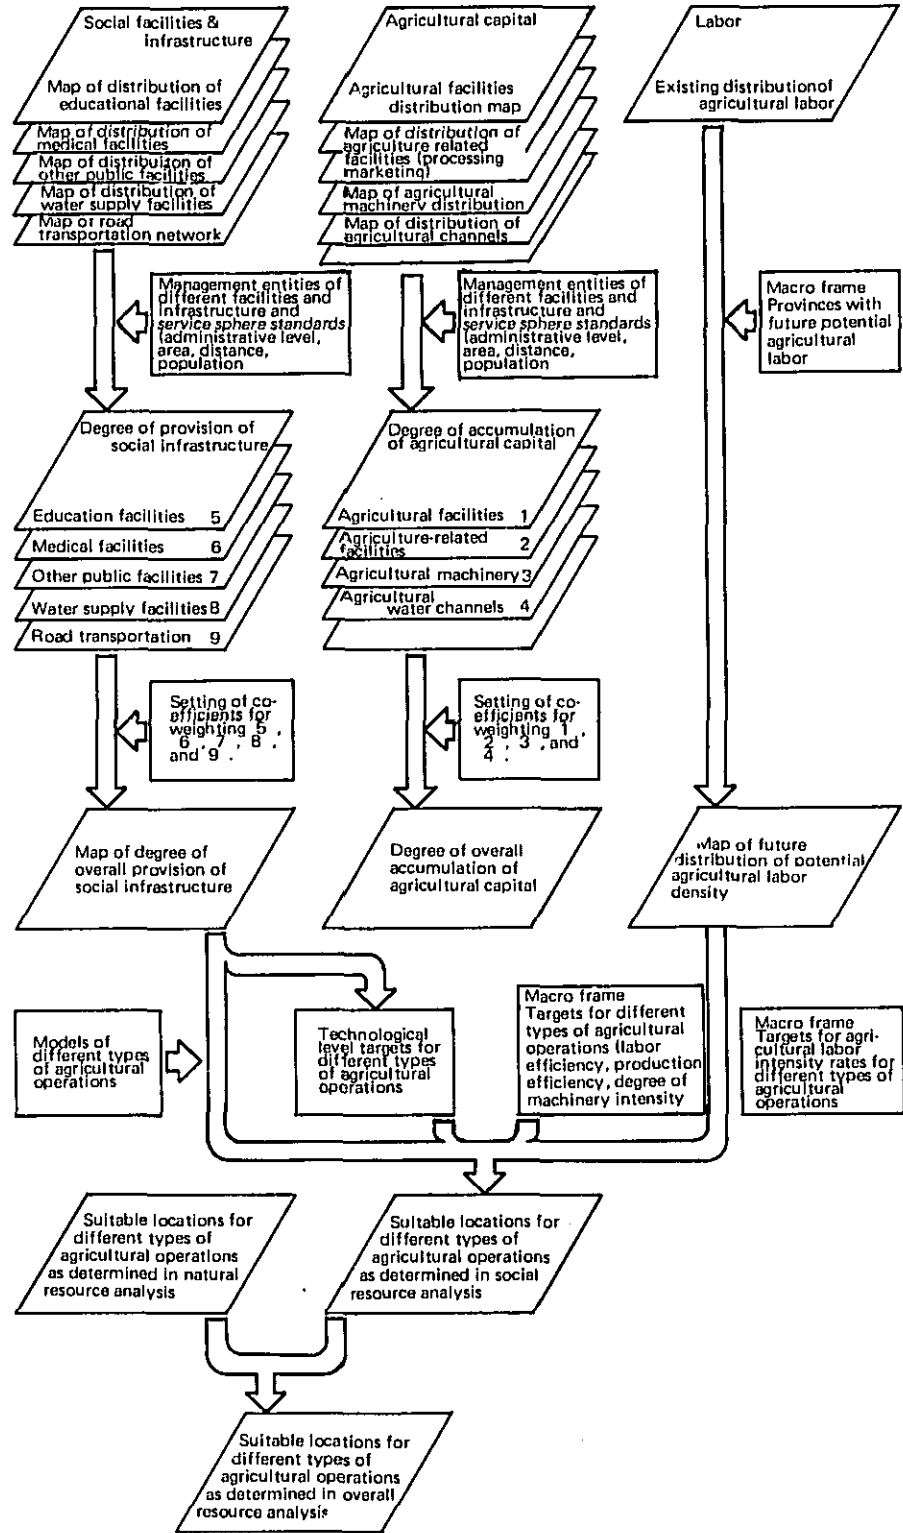 Social facilities &
infrastructure
Map of distribution of
educational facilities
Map of distribution of
medical facilities
Map of distribuiton of
other public facilities
Map of distribution of
water supply facilities
Map of road
transportation network
Agricultural capital
Agricultural facilities
distribution map
Map of distribution of
agriculture related
facilities (processing
marketing)
Map of agricultural
machinery distribution
Map of distribution of
agricultural channels
Labor
Existing distributionof
agricultural labor
Management entities of
different facilities and
infrastructure and
service sphere standards
(administrative level,
area, distance,
population
Management entities of
different facilities and
infrastructure and
service sphere standards
(administrative level,
area, distance,
population
Macro frame
Provinces with
future potential
agricultural
labor
Degree of provision of
social infrastructure
Education facilities 5
Medical facilities 6
Other public facilities 7
Water supply facilities 8
Road transportation 9
Degree of accumulation
of agricultural capital
Agricultural facilities 1
Agriculture-related
facilities 2
Agricultural machinery 3
Agricultural
water channels 4
Setting of co-
efficients for
weighting 5 ,
6 , 7 , 8 ,
and 9 .
Setting of co-
efficients for
weighting 1 ,
2 , 3 , and
4 .
Map of degree of
overall provision of
social infrastructure
Degree of overall
accumulation of
agricultural capital
Map of future
distribution of potential
agricultural labor
density
Models of
different types
of agricultural
operations
Technological
level targets for
different types
of agricultural
operations
Macro frame
Targets for different
types of agricultural
operations (labor
efficiency, production
efficiency, degree of
machinery intensity
Macro frame
Targets for agri-
cultural labor
intensity rates for
different types of
agricultural
operations
Suitable locations for
different types of
agricultural operations
as determined in natural
resource analysis
Suitable locations for
different types of
agricultural operations
as determined in social
resource analysis
Suitable locations for
different types of
agricultural operations
as determined in overall
resource analysis